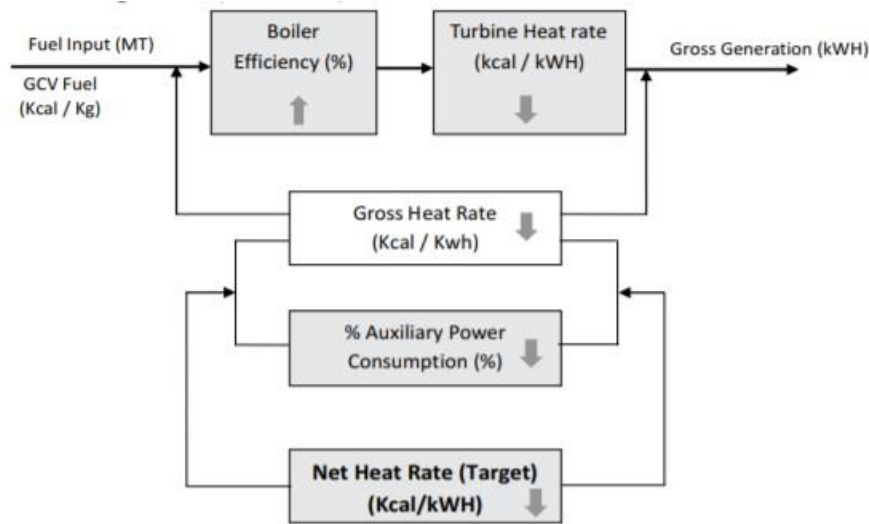 Fuel Input (MT)
GCV Fuel
(Kcal / Kg)
Boiler
Efficiency (%)
Turbine Heat rate
(kcal / kWH)
Gross Generation (kWH)
Gross Heat Rate
(Kcal / Kwh)
% Auxiliary Power
Consumption (%)
Net Heat Rate (Target)
(Kcal/kWH)